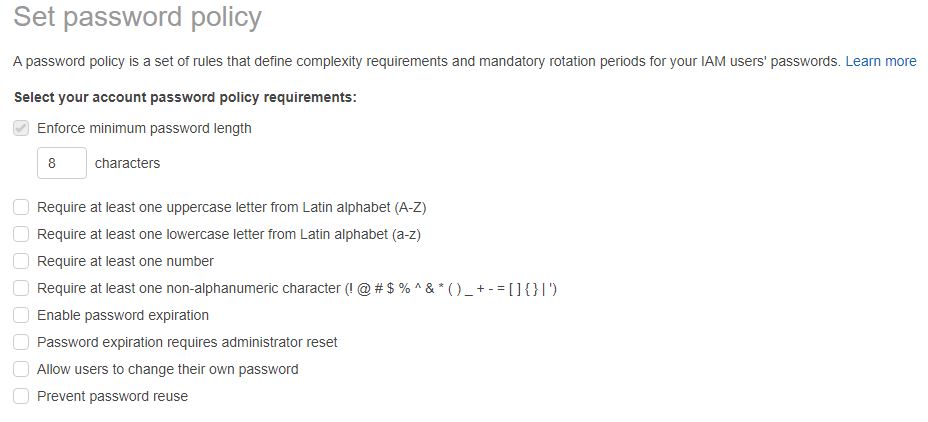 Set password policy
A password policy is a set of rules that define complexity requirements and mandatory rotation periods for your IAM users' passwords. Learn more
Select your account password policy requirements:
Enforce minimum password length
8 characters
Require at least one uppercase letter from Latin alphabet (A-Z)
Require at least one lowercase letter from Latin alphabet (a-z)
Require at least one number
Require at least one non-alphanumeric character (! @ # $ % ^ & * ( ) _ + - = [ ] { } | ')
Enable password expiration
Password expiration requires administrator reset
Allow users to change their own password
Prevent password reuse